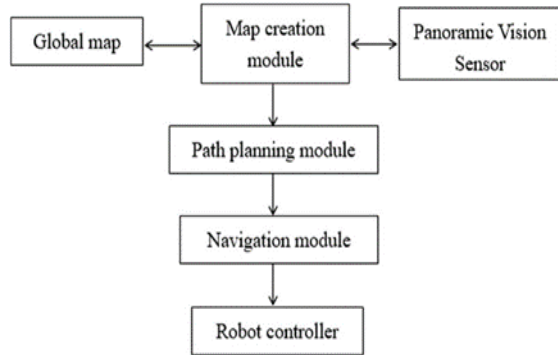 Global map
Map creation
module
Panoramic Vision
Sensor
Path planning module
Navigation module
Robot controller